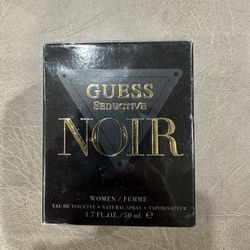 GUESS
SEDUCTIVE
NOIR
WOMEN / FEMME
EAU DE TOILETTE • NATURAL SPRAY • VAPORISATEUR
1.7 FL.OZ./50 mL ℮